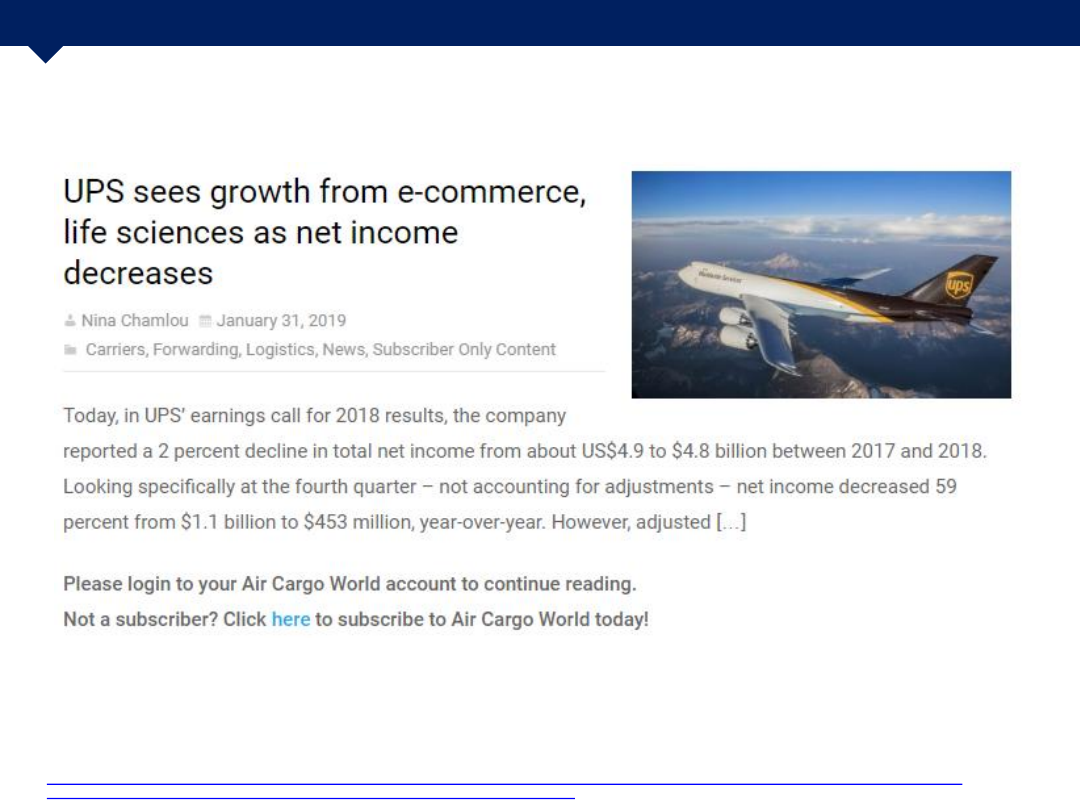 UPS sees growth from e-commerce,
life sciences as net income
decreases
Nina Chamlou January 31, 2019
Carriers, Forwarding, Logistics, News, Subscriber Only Content
Worldwide Services
ups
Today, in UPS’ earnings call for 2018 results, the company
reported a 2 percent decline in total net income from about US$4.9 to $4.8 billion between 2017 and 2018.
Looking specifically at the fourth quarter – not accounting for adjustments – net income decreased 59
percent from $1.1 billion to $453 million, year-over-year. However, adjusted […]
Please login to your Air Cargo World account to continue reading.
Not a subscriber? Click here to subscribe to Air Cargo World today!